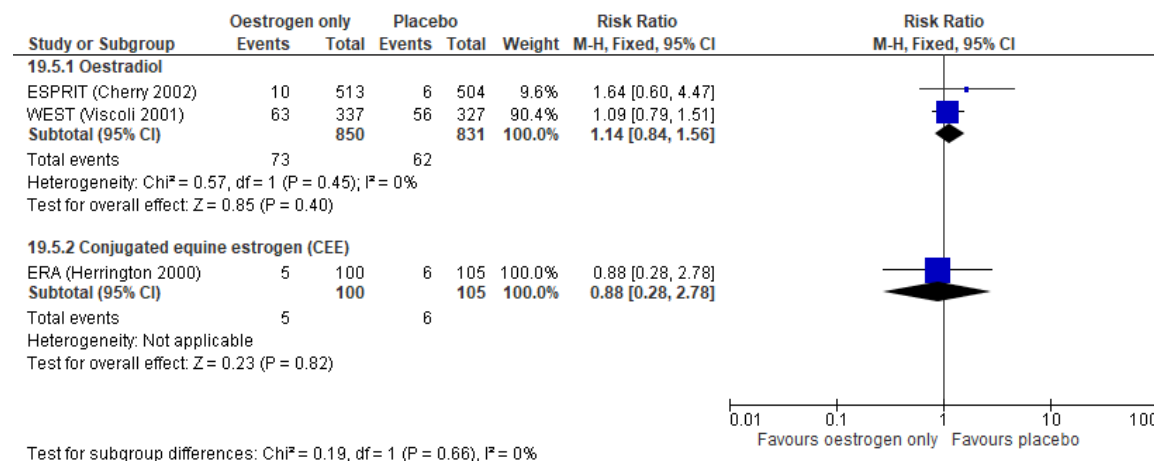 Oestrogen only Placebo Risk Ratio Risk Ratio
Study or Subgroup Events Total Events Total Weight M-H, Fixed, 95% CI M-H, Fixed, 95% CI
19.5.1 Oestradiol
ESPRIT (Cherry 2002) 10 513 6 504 9.6% 1.64 [0.60, 4.47]
WEST (Viscoli 2001) 63 337 56 327 90.4% 1.09 [0.79, 1.51]
Subtotal (95% CI) 850 831 100.0% 1.14 [0.84, 1.56]
Total events 73 62
Heterogeneity: Chi² = 0.57, df = 1 (P = 0.45); I² = 0%
Test for overall effect: Z = 0.85 (P = 0.40)
19.5.2 Conjugated equine estrogen (CEE)
ERA (Herrington 2000) 5 100 6 105 100.0% 0.88 [0.28, 2.78]
Subtotal (95% CI) 100 105 100.0% 0.88 [0.28, 2.78]
Total events 5 6
Heterogeneity: Not applicable
Test for overall effect: Z = 0.23 (P = 0.82)
0.01 0.1 1 10 100
Favours oestrogen only Favours placebo
Test for subgroup differences: Chi² = 0.19, df = 1 (P = 0.66), I² = 0%